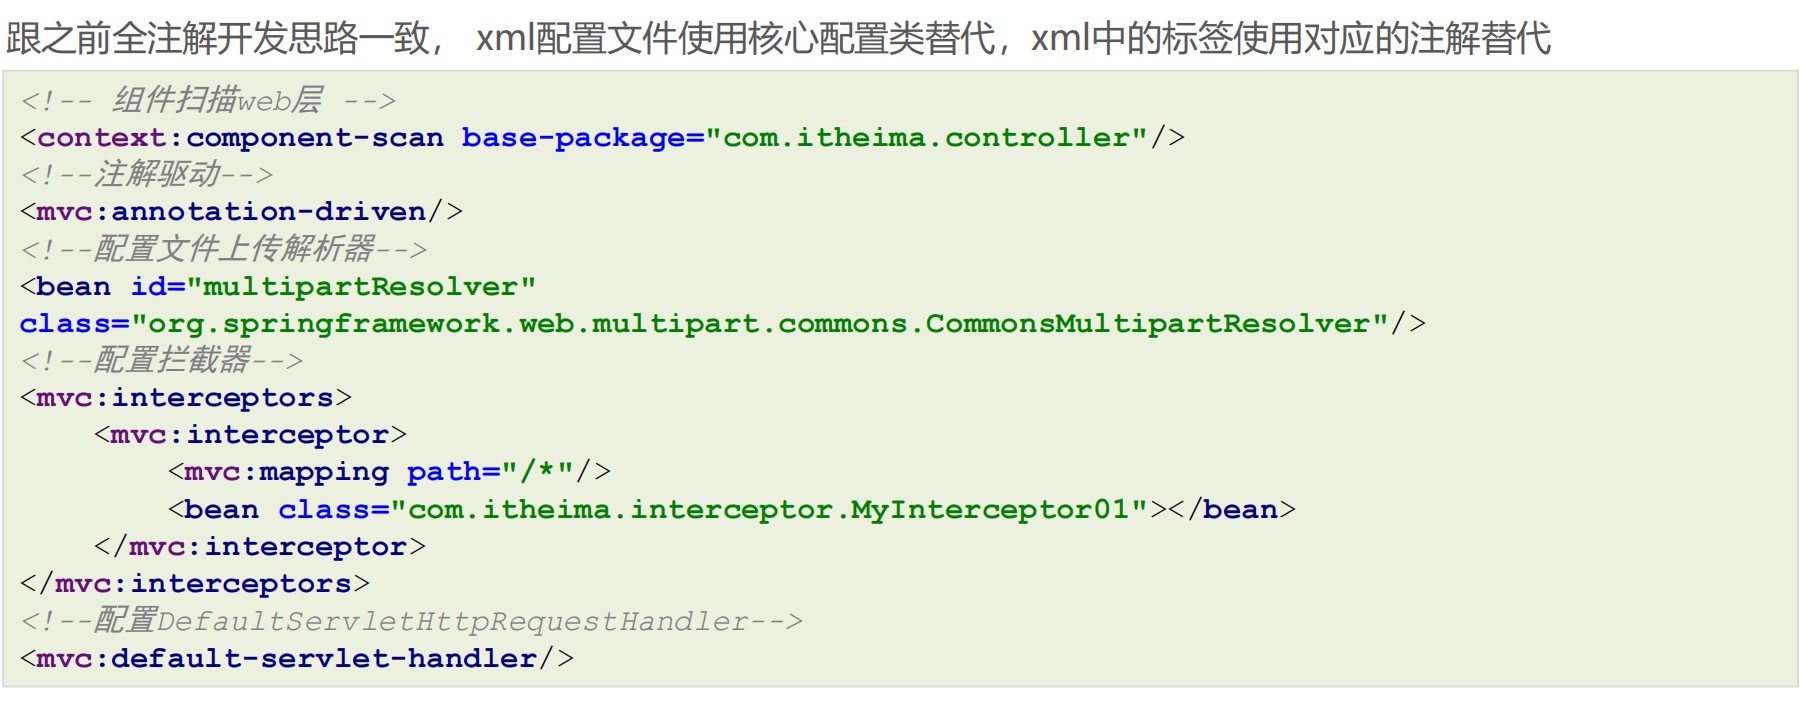 跟之前全注解开发思路一致， xml配置文件使用核心配置类替代，xml中的标签使用对应的注解替代
<!-- 组件扫描web层 -->
<context:component-scan base-package="com.itheima.controller"/>
<!--注解驱动-->
<mvc:annotation-driven/>
<!--配置文件上传解析器-->
<bean id="multipartResolver"
class="org.springframework.web.multipart.commons.CommonsMultipartResolver"/>
<!--配置拦截器-->
<mvc:interceptors>
    <mvc:interceptor>
        <mvc:mapping path="/*"/>
        <bean class="com.itheima.interceptor.MyInterceptor01"></bean>
    </mvc:interceptor>
</mvc:interceptors>
<!--配置DefaultServletHttpRequestHandler-->
<mvc:default-servlet-handler/>